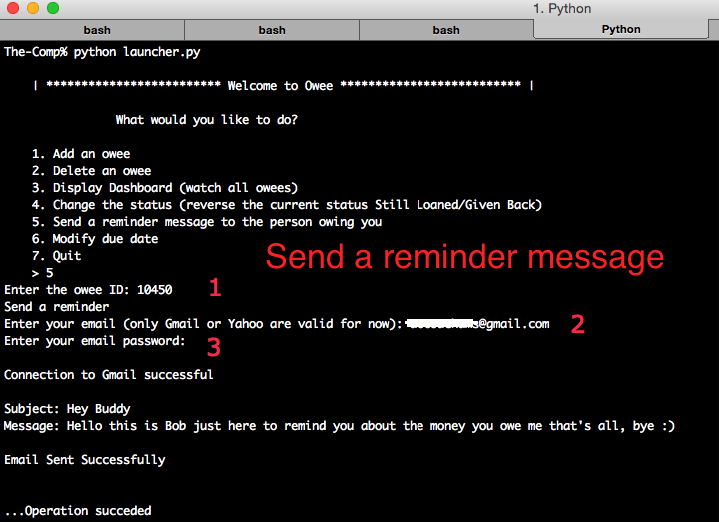 1. Python
bash bash bash Python
The-Comp% python launcher.py
| ************************* Welcome to Owee ************************** |
What would you like to do?
1. Add an owee
2. Delete an owee
3. Display Dashboard (watch all owees)
4. Change the status (reverse the current status Still Loaned/Given Back)
5. Send a reminder message to the person owing you
6. Modify due date
7. Quit
Send a reminder message
> 5
Enter the owee ID: 10450 1
Send a reminder
Enter your email (only Gmail or Yahoo are valid for now): s@gmail.com 2
Enter your email password: 3
Connection to Gmail successful
Subject: Hey Buddy
Message: Hello this is Bob just here to remind you about the money you owe me that's all, bye :)
Email Sent Successfully
...Operation succeded